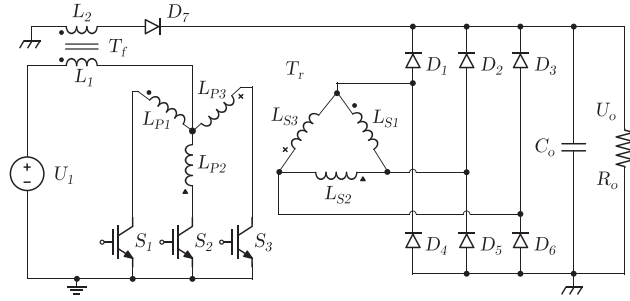 L2
D7
Tf
L1
LP1
LP3
LP2
U1
S1
S2
S3
Tr
LS3
LS1
LS2
D1
D2
D3
D4
D5
D6
Co
Uo
Ro